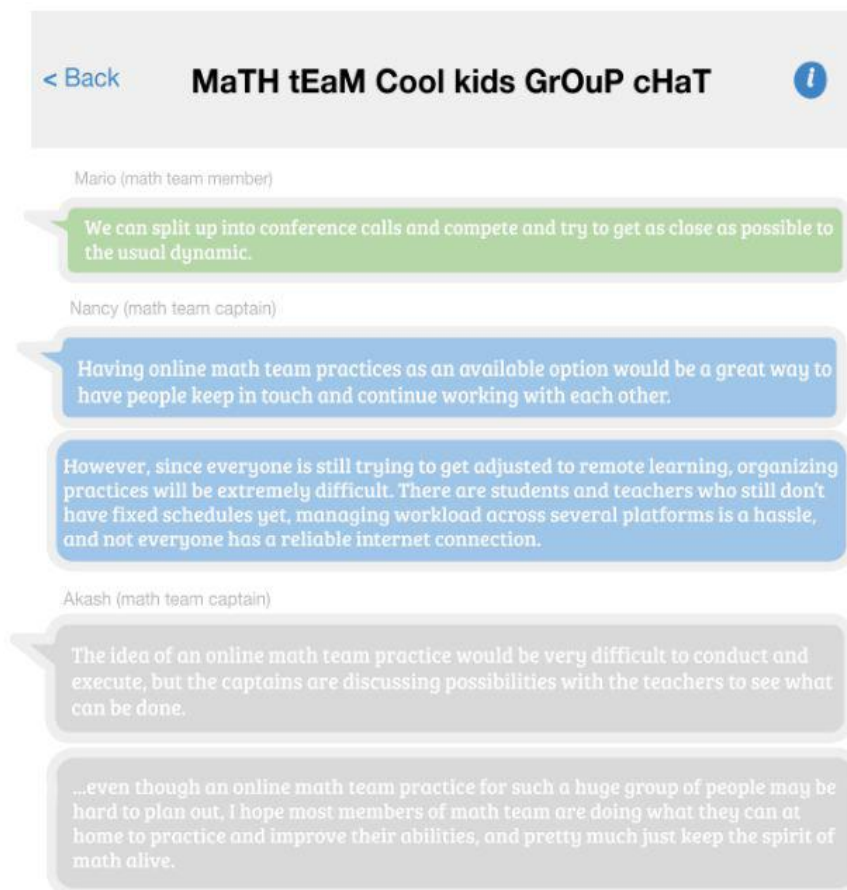 < Back
MaTH tEaM Cool kids GrOuP cHaT
i
Mario (math team member)
We can split up into conference calls and compete and try to get as close as possible to
the usual dynamic.
Nancy (math team captain)
Having online math team practices as an available option would be a great way to
have people keep in touch and continue working with each other.
However, since everyone is still trying to get adjusted to remote learning, organizing
practices will be extremely difficult. There are students and teachers who still don't
have fixed schedules yet, managing workload across several platforms is a hassle,
and not everyone has a reliable internet connection.
Akash (math team captain)
The idea of an online math team practice would be very difficult to conduct and
execute, but the captains are discussing possibilities with the teachers to see what
can be done.
...even though an online math team practice for such a huge group of people may be
hard to plan out, I hope most members of math team are doing what they can at
home to practice and improve their abilities, and pretty much just keep the spirit of
math alive.